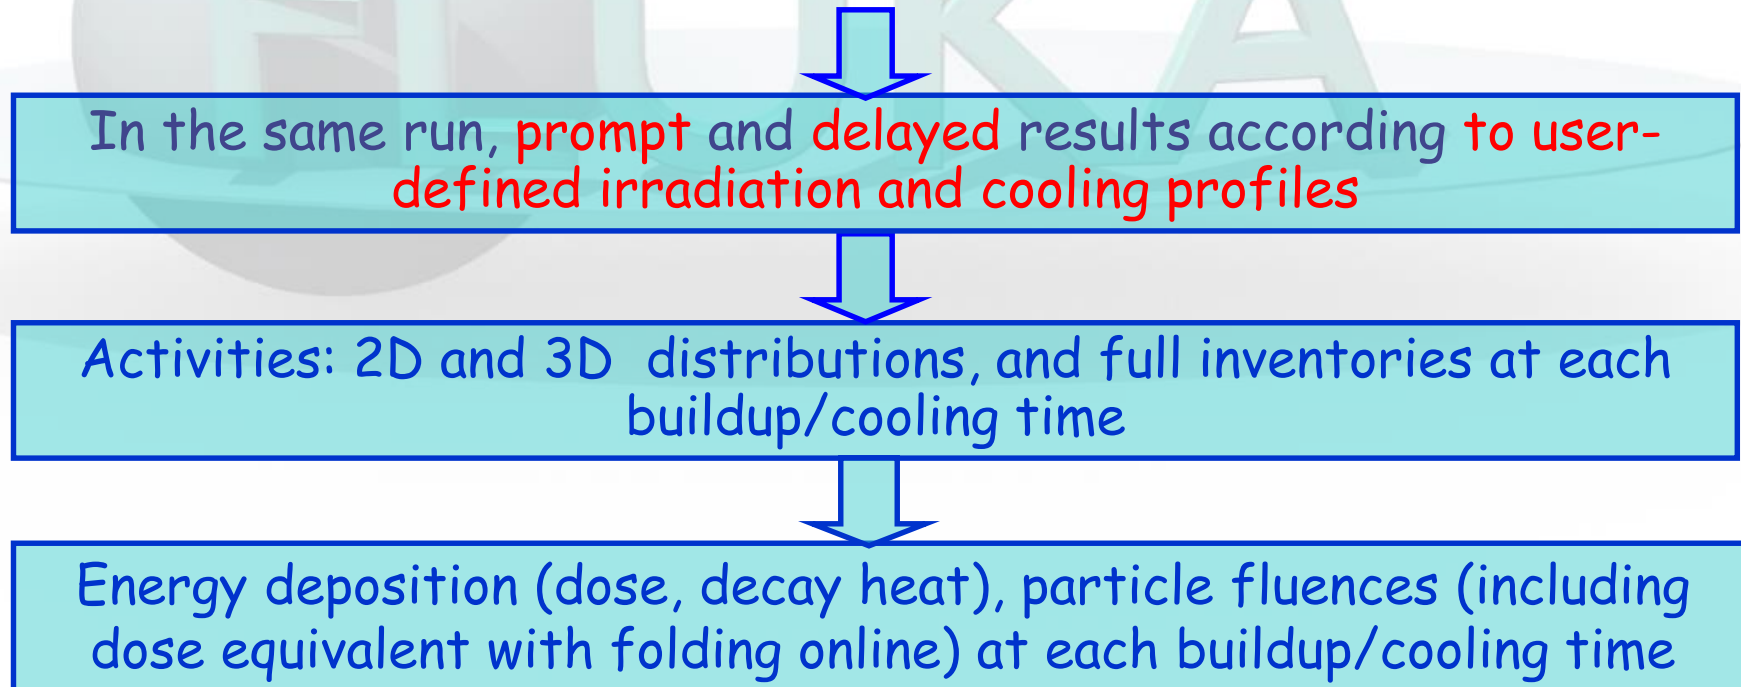 FLUKA
In the same run, prompt and delayed results according to user-
defined irradiation and cooling profiles
Activities: 2D and 3D distributions, and full inventories at each
buildup/cooling time
Energy deposition (dose, decay heat), particle fluences (including
dose equivalent with folding online) at each buildup/cooling time